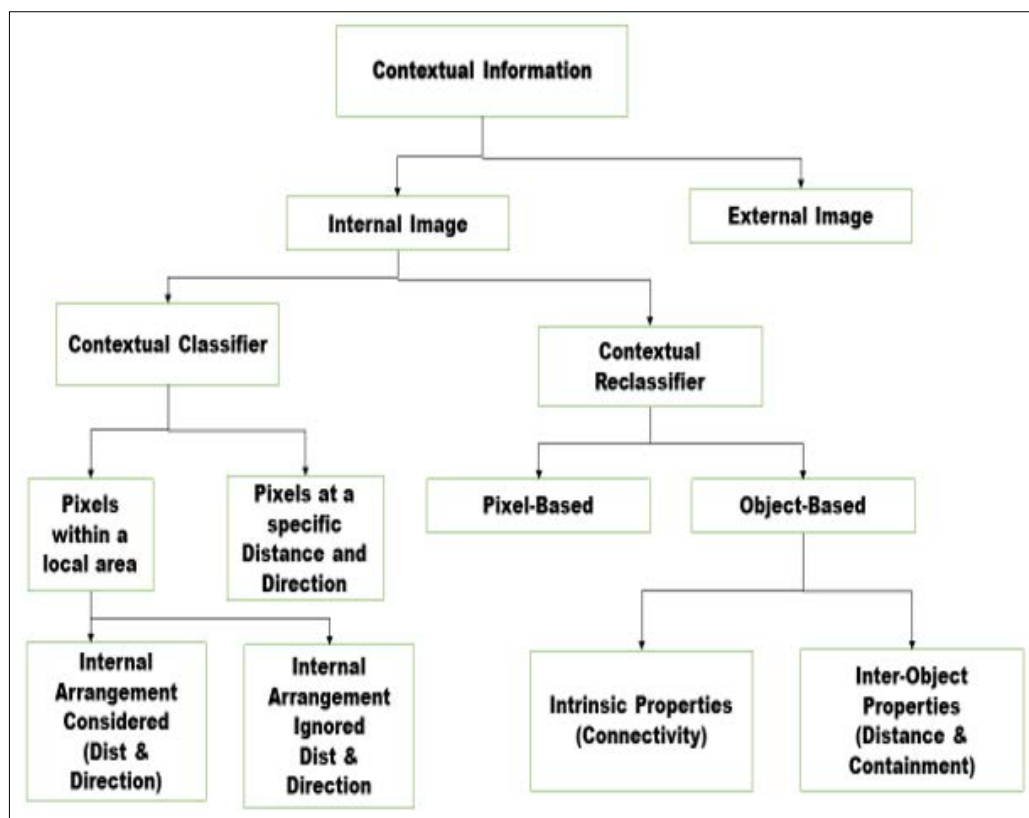 Contextual Information
Internal Image
External Image
Contextual Classifier
Contextual
Reclassifier
Pixels
within a
local area
Pixels at a
specific
Distance and
Direction
Pixel-Based
Object-Based
Internal
Arrangement
Considered
(Dist &
Direction)
Internal
Arrangement
Ignored
Dist &
Direction
Intrinsic Properties
(Connectivity)
Inter-Object
Properties
(Distance &
Containment)